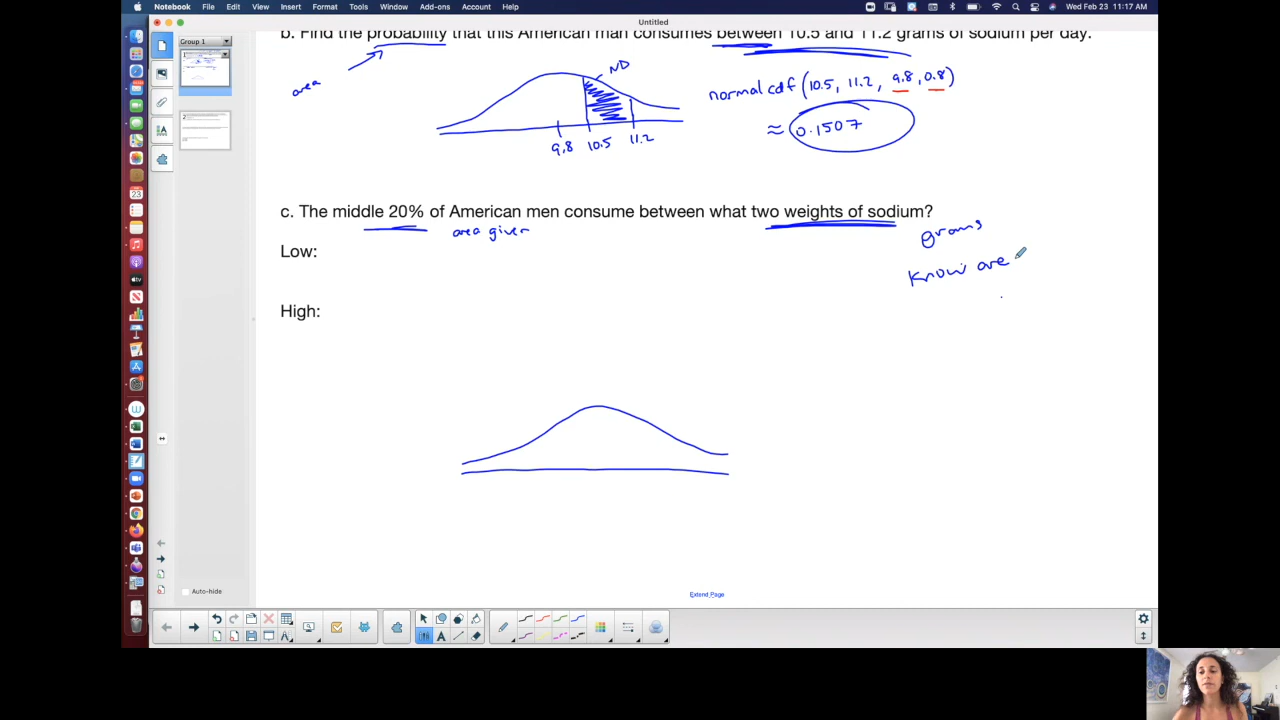 Notebook File Edit View Insert Format Tools Window Add-ons Account Help Wed Feb 23 11:17 AM
Untitled
Group 1
b. Find the probability that this American man consumes between 10.5 and 11.2 grams of sodium per day.
area
ND
normalcdf (10.5, 11.2, 9.8, 0.8)
≈ 0.1507
9.8 10.5 11.2
c. The middle 20% of American men consume between what two weights of sodium?
area given
grams
Low:
know are
High:
Extend Page
Auto-hide